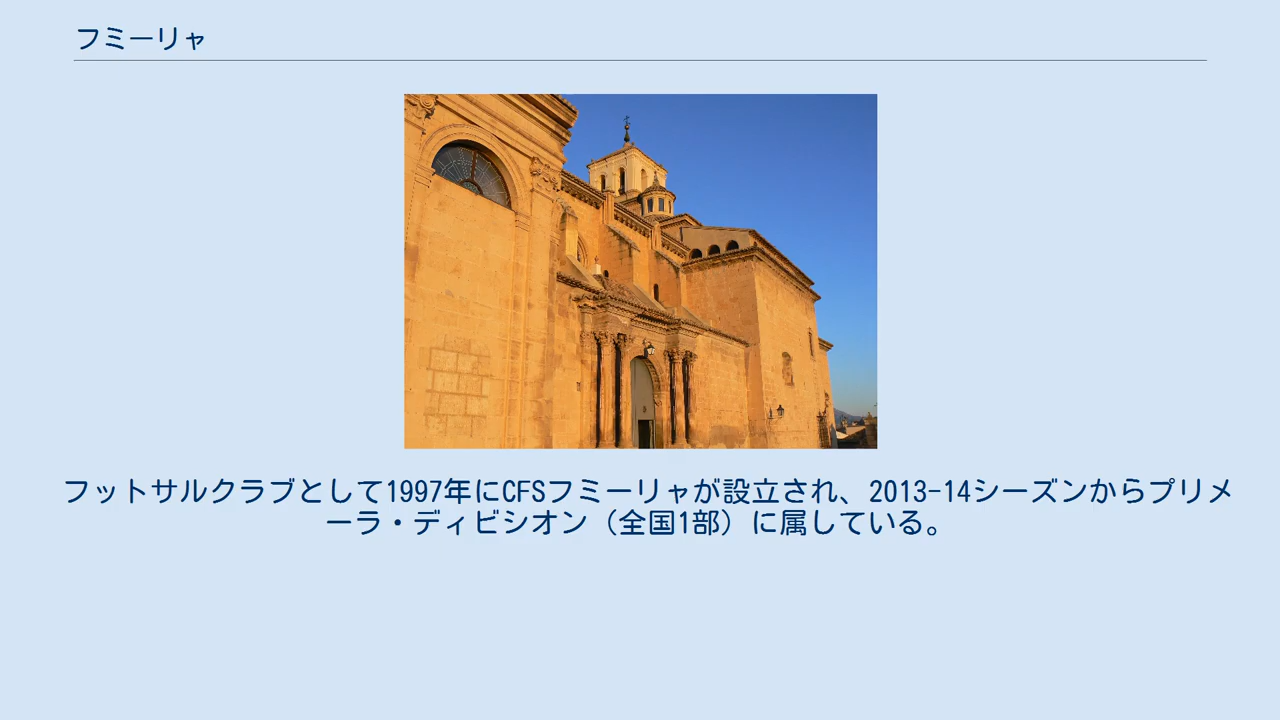 フミーリャ
フットサルクラブとして1997年にCFSフミーリャが設立され、2013-14シーズンからプリメ
ーラ・ディビシオン（全国1部）に属している。